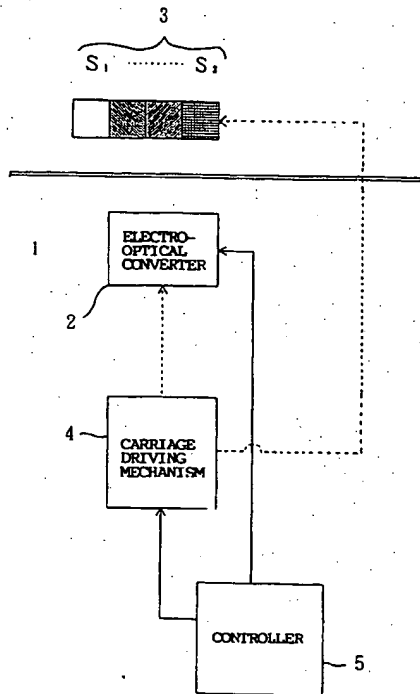 3
S₁ ........ S₂
1
ELECTRO-
OPTICAL
CONVERTER
2
4
CARRIAGE
DRIVING
MECHANISM
CONTROLLER
5